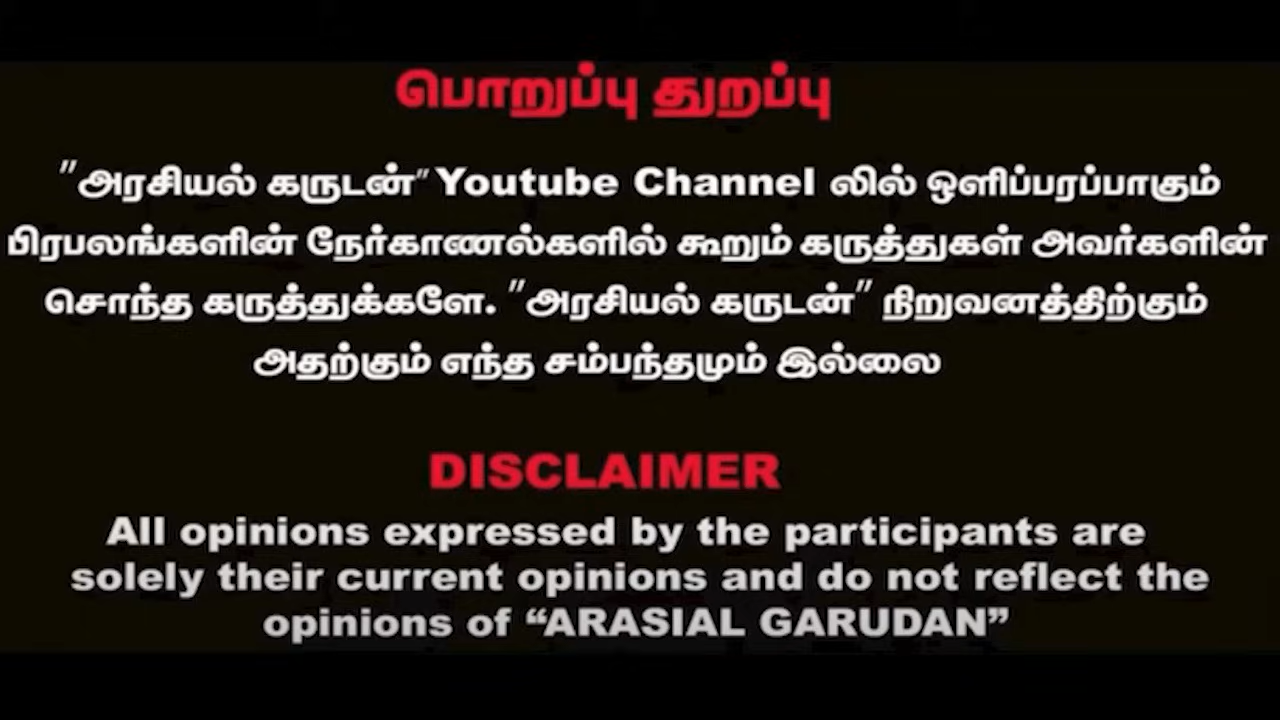 பொறுப்பு துறப்பு
"அரசியல் கருடன்" Youtube Channel லில் ஒளிப்பரப்பாகும்
பிரபலங்களின் நேர்காணல்களில் கூறும் கருத்துகள் அவர்களின்
சொந்த கருத்துக்களே. "அரசியல் கருடன்" நிறுவனத்திற்கும்
அதற்கும் எந்த சம்பந்தமும் இல்லை
DISCLAIMER
All opinions expressed by the participants are
solely their current opinions and do not reflect the
opinions of “ARASIAL GARUDAN”